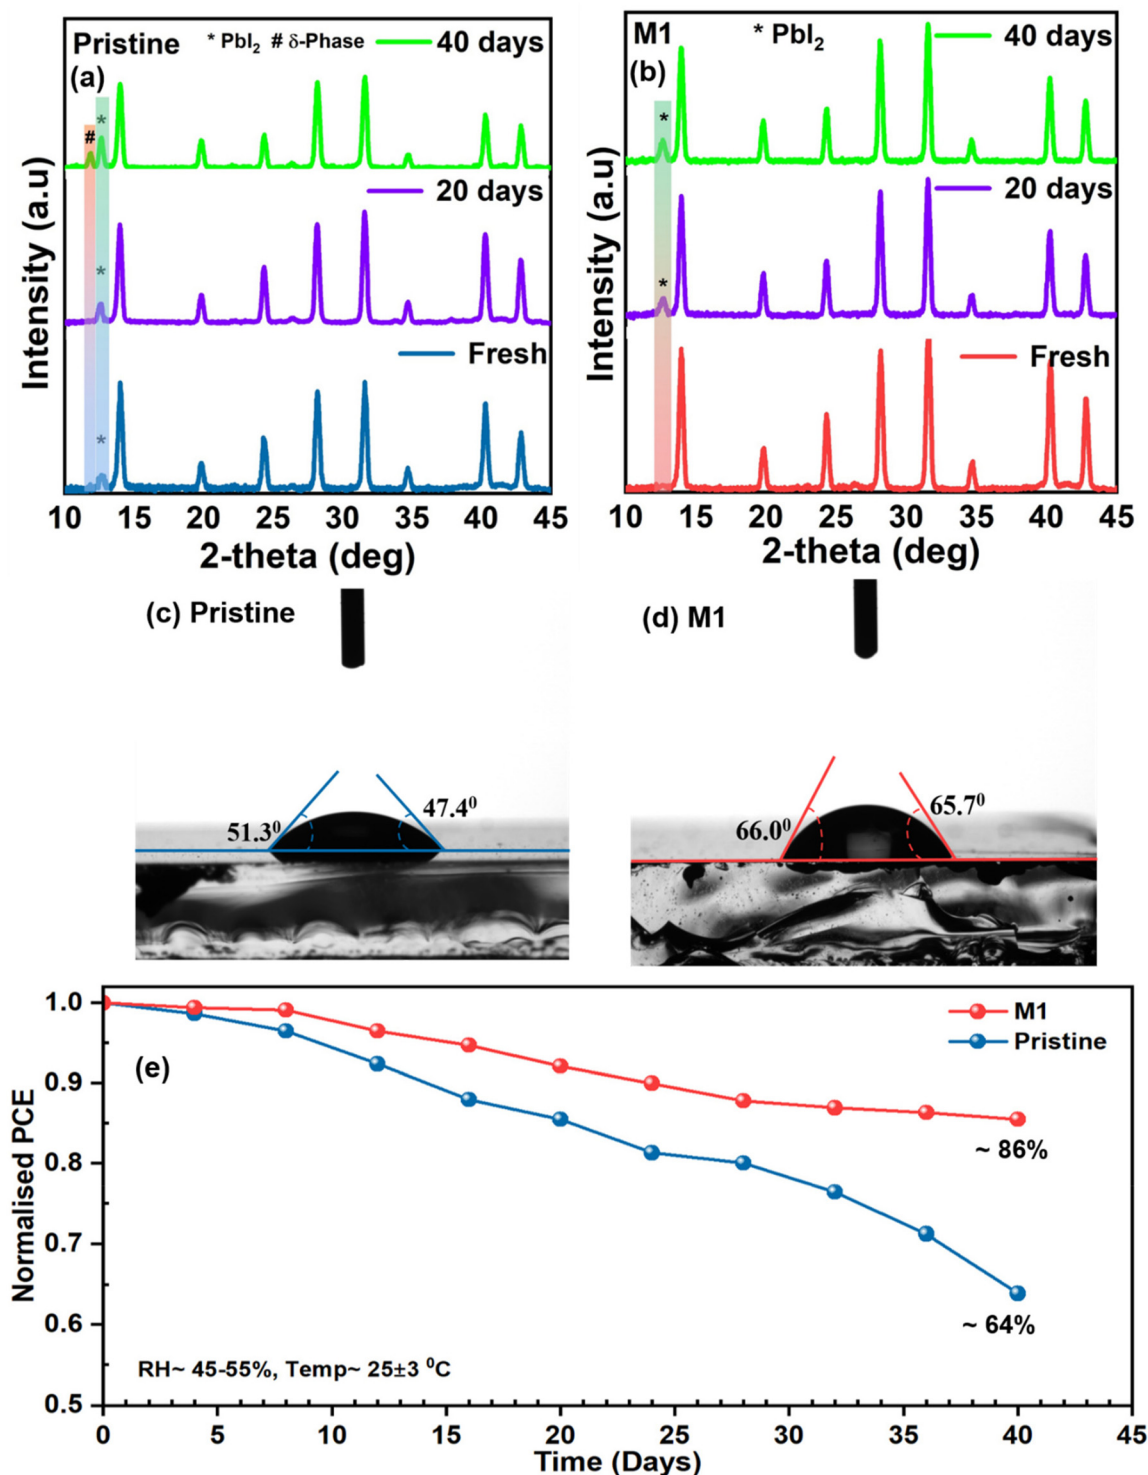 Pristine * PbI₂ # δ-Phase 40 days
(a)
#
*
20 days
*
Fresh
*
Intensity (a.u)
10 15 20 25 30 35 40 45
2-theta (deg)
M1 * PbI₂ 40 days
(b)
*
20 days
*
Fresh
Intensity (a.u)
10 15 20 25 30 35 40 45
2-theta (deg)
(c) Pristine
51.3⁰
47.4⁰
(d) M1
66.0⁰
65.7⁰
1.0
0.9
0.8
0.7
0.6
0.5
Normalised PCE
(e)
M1
Pristine
~ 86%
~ 64%
RH~ 45-55%, Temp~ 25±3 ⁰C
0 5 10 15 20 25 30 35 40 45
Time (Days)